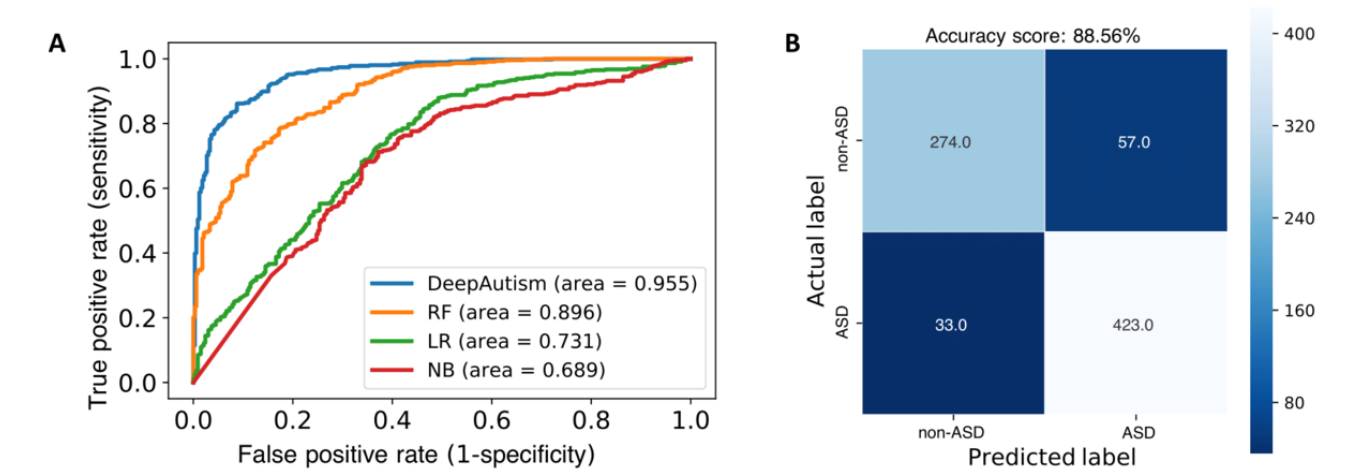 A
True positive rate (sensitivity)
1.0
0.8
0.6
0.4
0.2
0.0
DeepAutism (area = 0.955)
RF (area = 0.896)
LR (area = 0.731)
NB (area = 0.689)
0.0 0.2 0.4 0.6 0.8 1.0
False positive rate (1-specificity)
B
Accuracy score: 88.56%
Actual label
non-ASD
ASD
274.0 57.0
33.0 423.0
non-ASD ASD
Predicted label
400
320
240
160
80